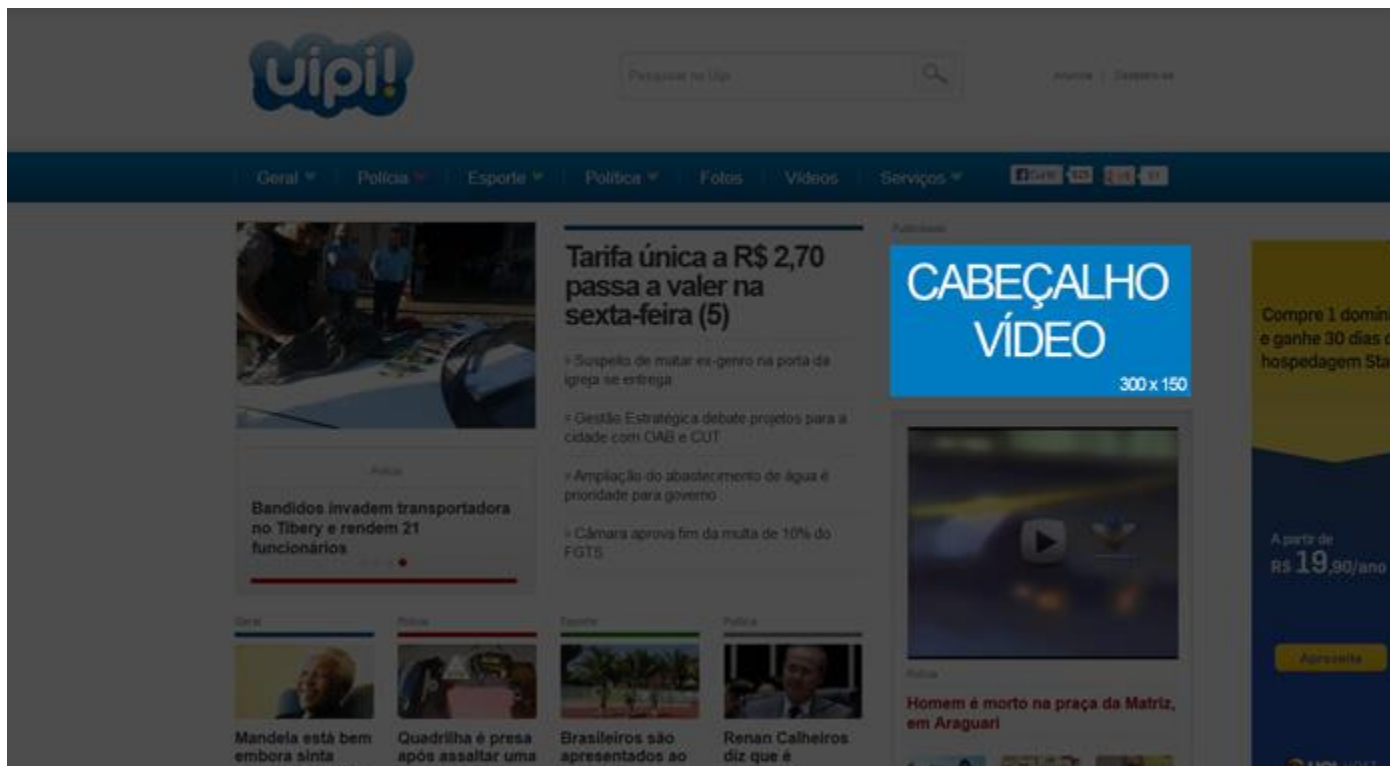 uipi!
Pesquisar no Uipi
Anuncie | Cadastre-se
Geral
Polícia
Esporte
Política
Fotos
Vídeos
Serviços
Tarifa única a R$ 2,70
passa a valer na
sexta-feira (5)
» Suspeito de matar ex-genro na porta da
igreja se entrega
» Gestão Estratégica debate projetos para a
cidade com OAB e CUT
» Ampliação do abastecimento de água é
prioridade para governo
» Câmara aprova fim da multa de 10% do
FGTS
Polícia
Bandidos invadem transportadora
no Tibery e rendem 21
funcionários
Publicidade
CABEÇALHO
VÍDEO
300 x 150
Compre 1 domín
e ganhe 30 dias d
hospedagem Sta
A partir de
R$ 19,90/ano
Aproveite
Geral
Mandela está bem
embora sinta
Polícia
Quadrilha é presa
após assaltar uma
Esporte
Brasileiros são
apresentados ao
Política
Renan Calheiros
diz que é
Polícia
Homem é morto na praça da Matriz,
em Araguari